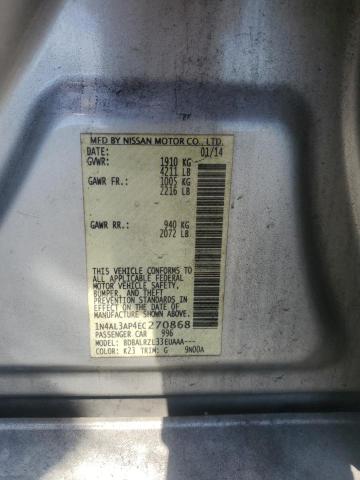 MFD BY NISSAN MOTOR CO., LTD.
DATE: 01/14
GVWR: 1910 KG
4211 LB
GAWR FR.: 1005 KG
2216 LB
GAWR RR.: 940 KG
2072 LB
THIS VEHICLE CONFORMS TO ALL
APPLICABLE FEDERAL
MOTOR VEHICLE SAFETY,
BUMPER, AND THEFT
PREVENTION STANDARDS
IN EFFECT ON THE DATE OF
MANUFACTURE SHOWN ABOVE.
1N4AL3AP4EC270868
PASSENGER CAR 996
MODEL: BDBALRZL33EUAAA---
COLOR: K23 TRIM: G 9N00A